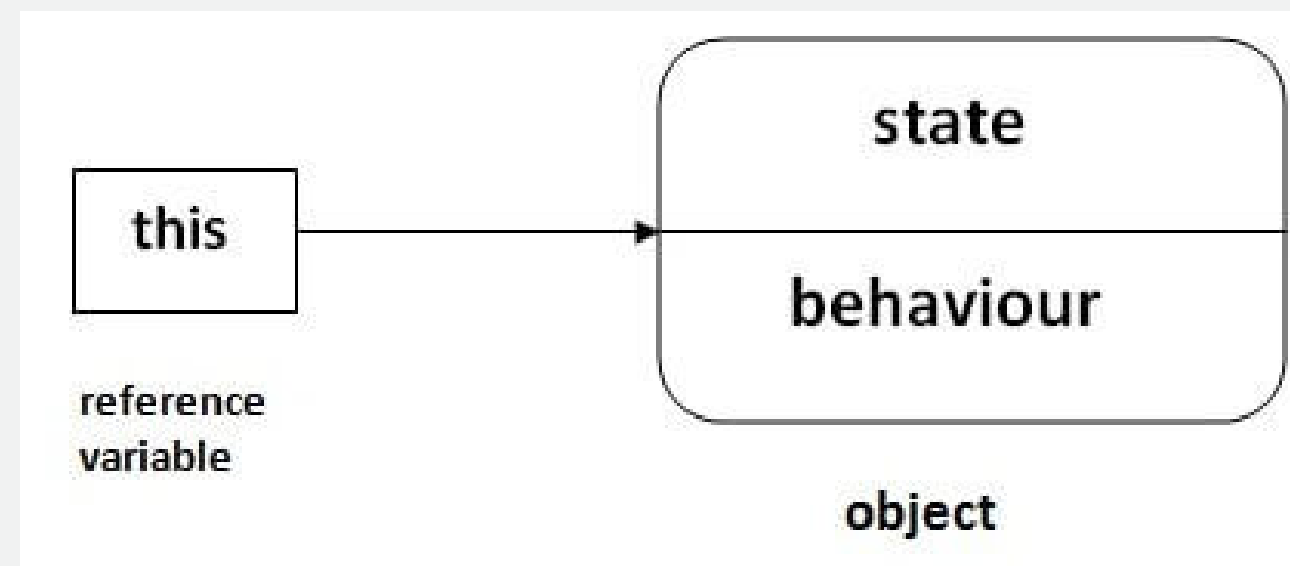 this
reference
variable
state
behaviour
object